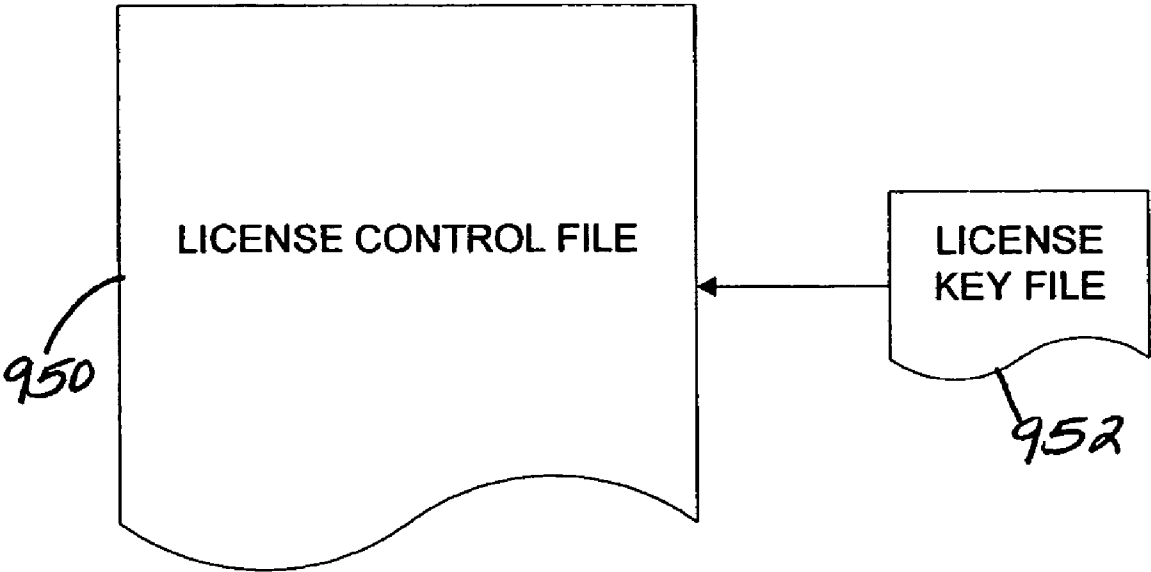 LICENSE CONTROL FILE
LICENSE
KEY FILE
950
952